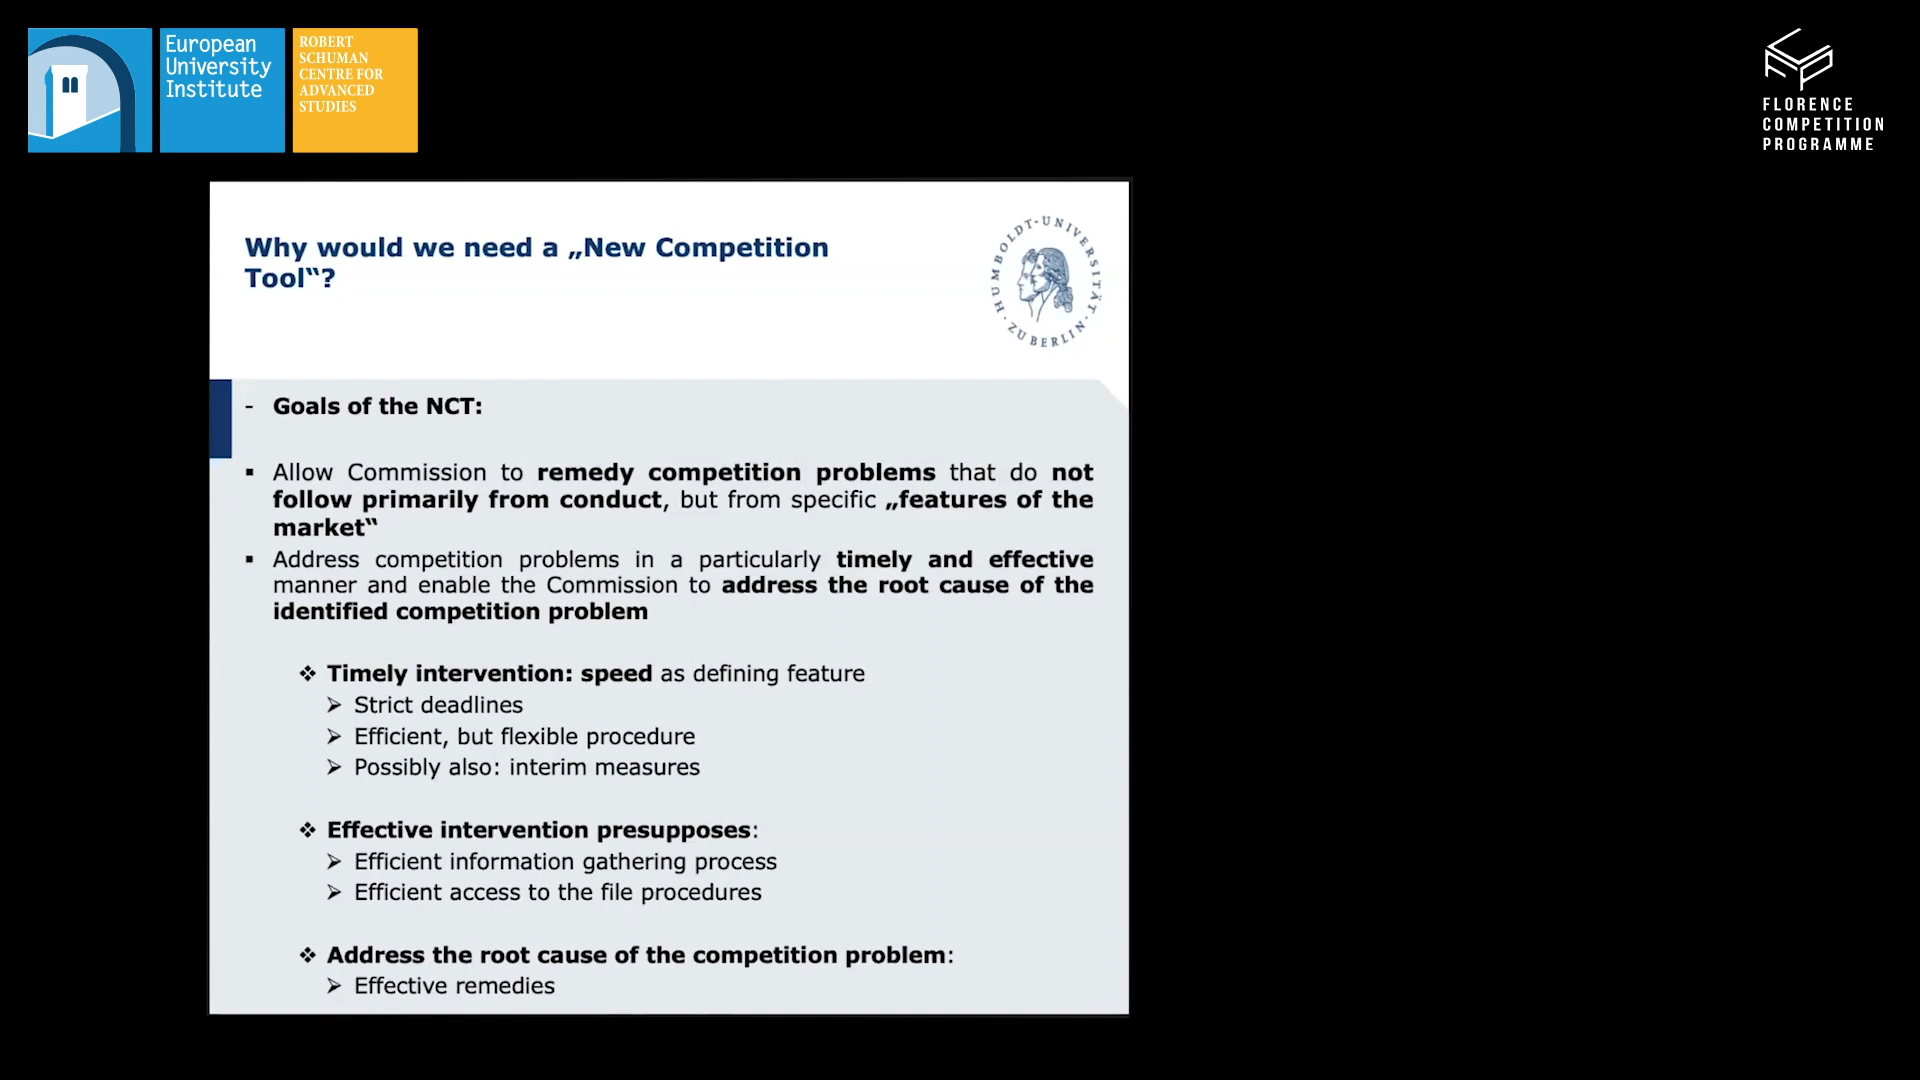 European
University
Institute
ROBERT
SCHUMAN
CENTRE FOR
ADVANCED
STUDIES
FLORENCE
COMPETITION
PROGRAMME
Why would we need a „New Competition
Tool“?
HUMBOLDT-UNIVERSITÄT · ZU BERLIN ·
- Goals of the NCT:
▪ Allow Commission to remedy competition problems that do not
follow primarily from conduct, but from specific „features of the
market“
▪ Address competition problems in a particularly timely and effective
manner and enable the Commission to address the root cause of the
identified competition problem
❖ Timely intervention: speed as defining feature
➢ Strict deadlines
➢ Efficient, but flexible procedure
➢ Possibly also: interim measures
❖ Effective intervention presupposes:
➢ Efficient information gathering process
➢ Efficient access to the file procedures
❖ Address the root cause of the competition problem:
➢ Effective remedies